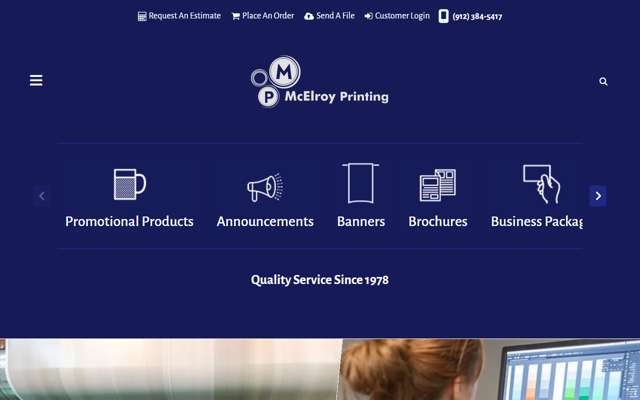 Request An Estimate Place An Order Send A File Customer Login (912) 384-5417
M
P McElroy Printing
Promotional Products Announcements Banners Brochures Business Packag
Quality Service Since 1978